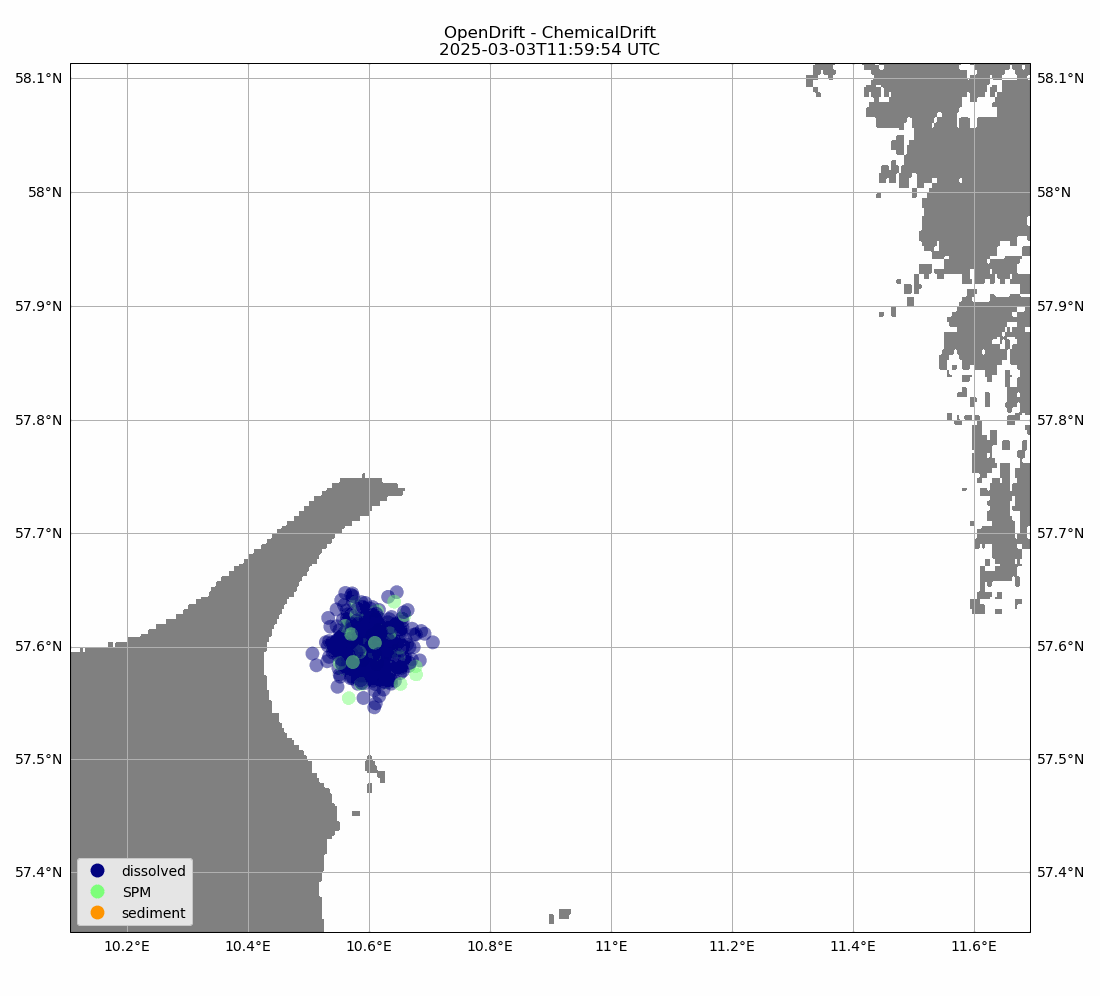 OpenDrift - ChemicalDrift
2025-03-03T11:59:54 UTC
58.1°N 58.1°N
58°N 58°N
57.9°N 57.9°N
57.8°N 57.8°N
57.7°N 57.7°N
57.6°N 57.6°N
57.5°N 57.5°N
57.4°N 57.4°N
dissolved
SPM
sediment
10.2°E 10.4°E 10.6°E 10.8°E 11°E 11.2°E 11.4°E 11.6°E